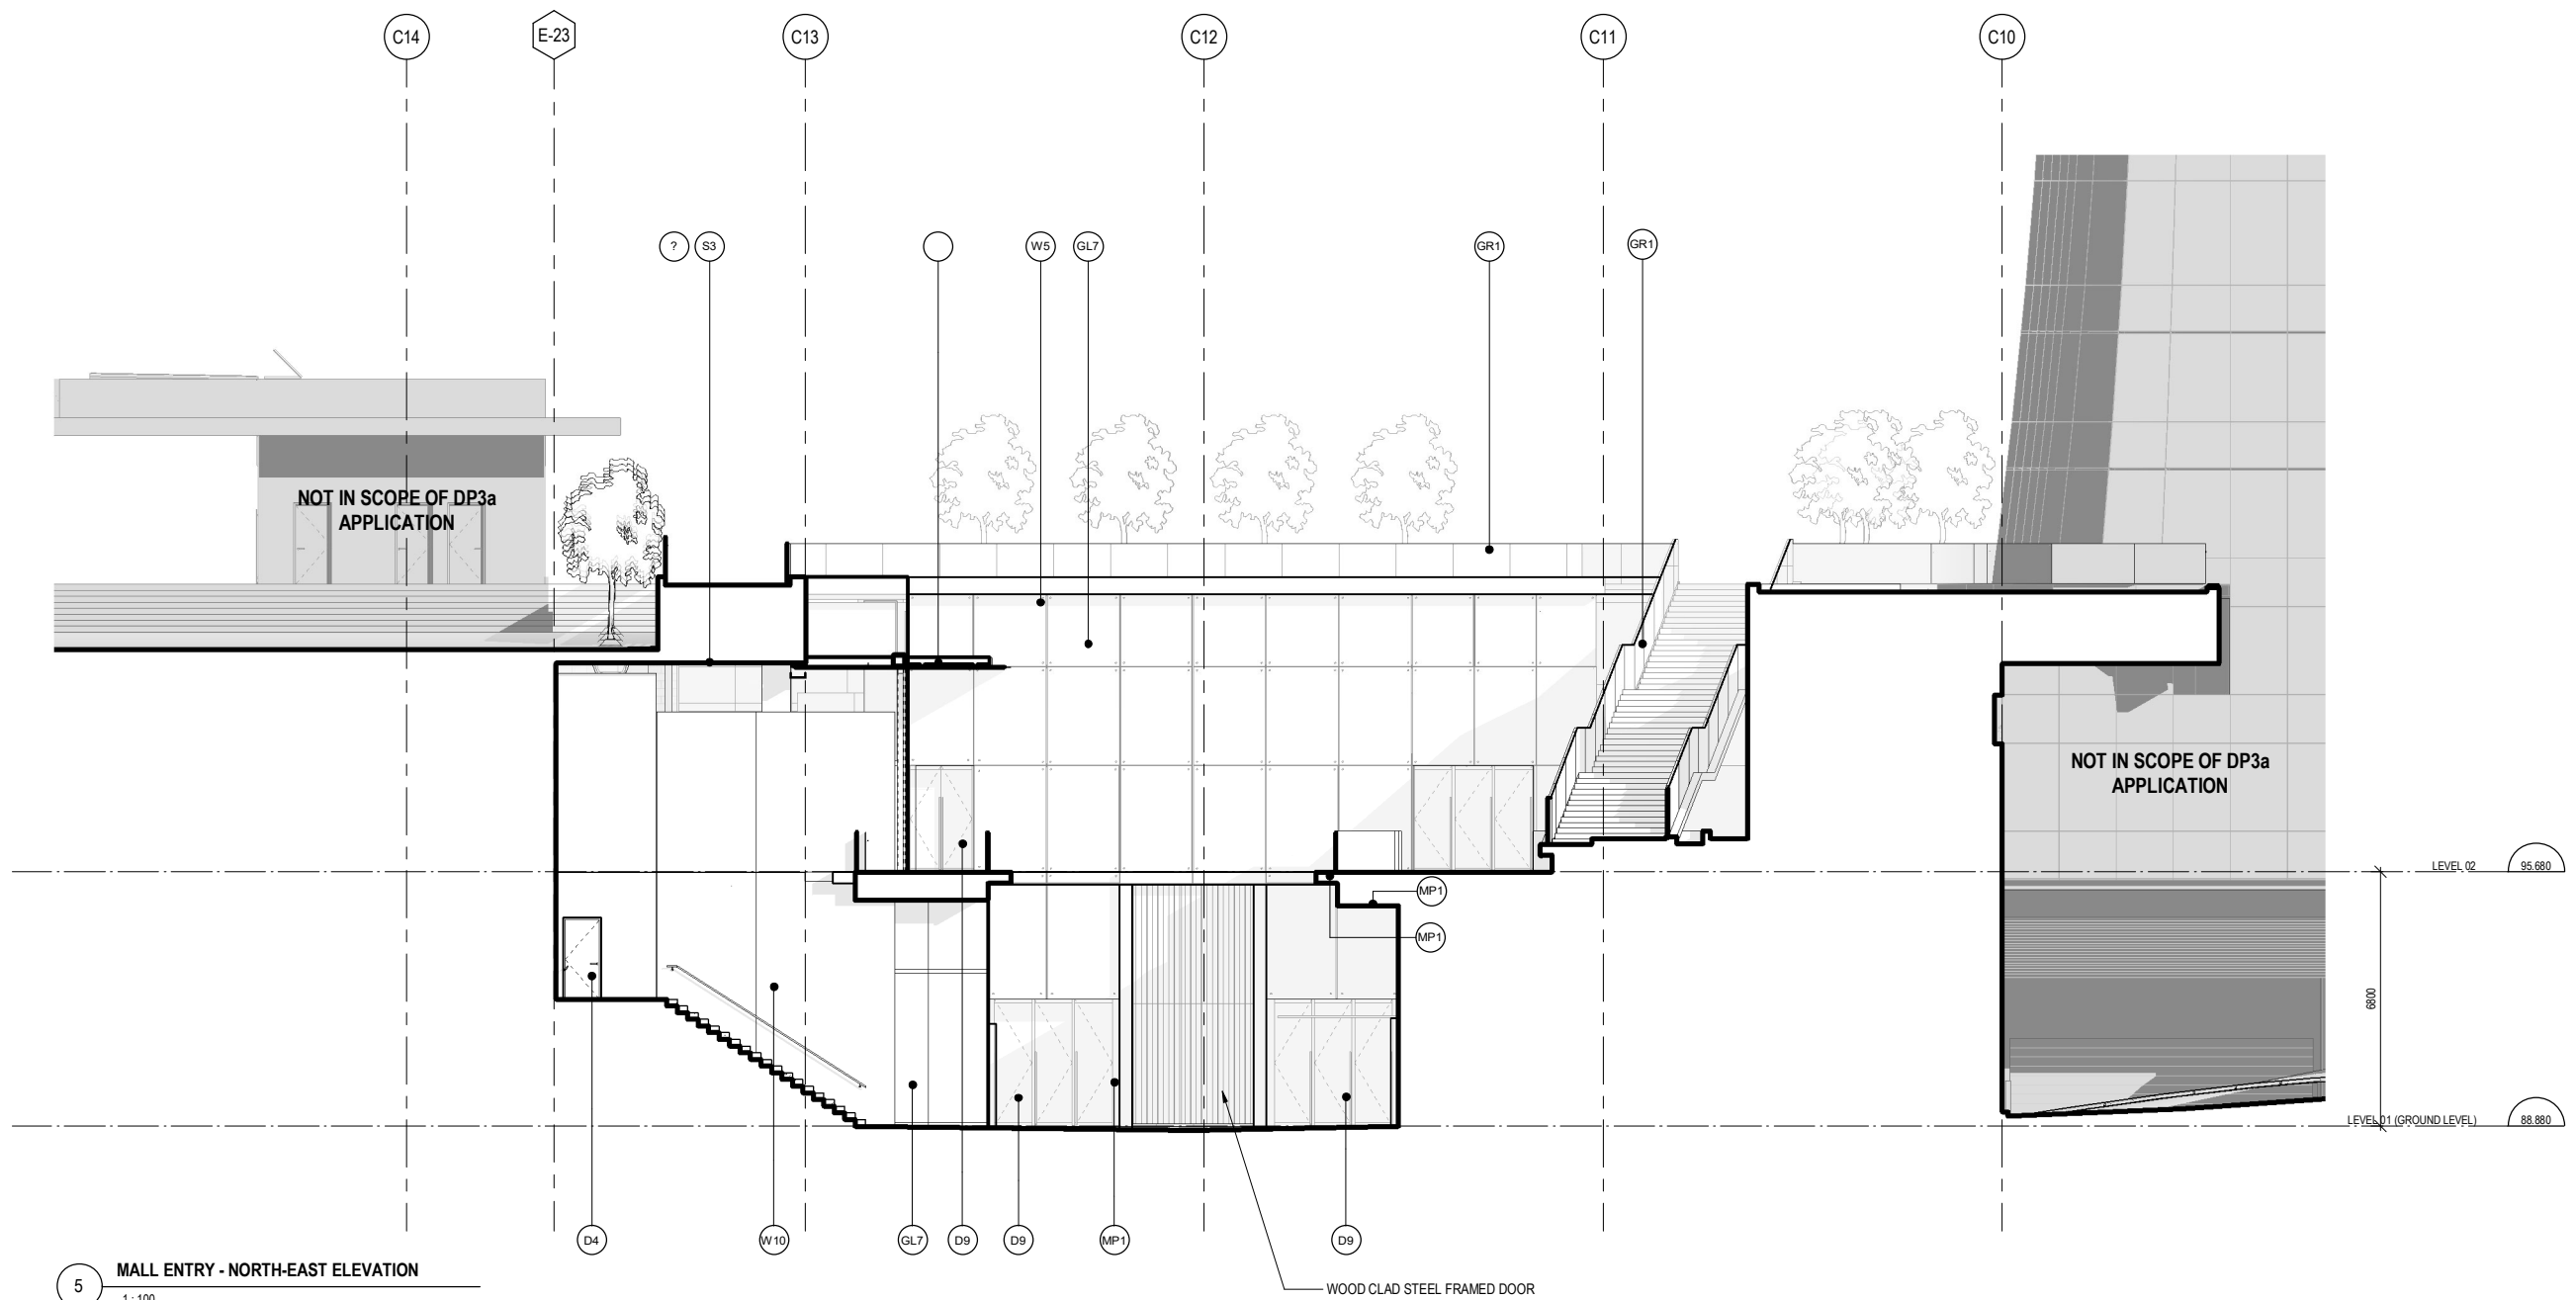 C14
E-23
C13
C12
C11
C10
?
S3
W5
GL7
GR1
GR1
NOT IN SCOPE OF DP3a
APPLICATION
NOT IN SCOPE OF DP3a
APPLICATION
LEVEL 02
95.680
MP1
MP1
6800
LEVEL 01 (GROUND LEVEL)
88.880
D4
W10
GL7
D9
D9
MP1
D9
5
MALL ENTRY - NORTH-EAST ELEVATION
1 : 100
WOOD CLAD STEEL FRAMED DOOR